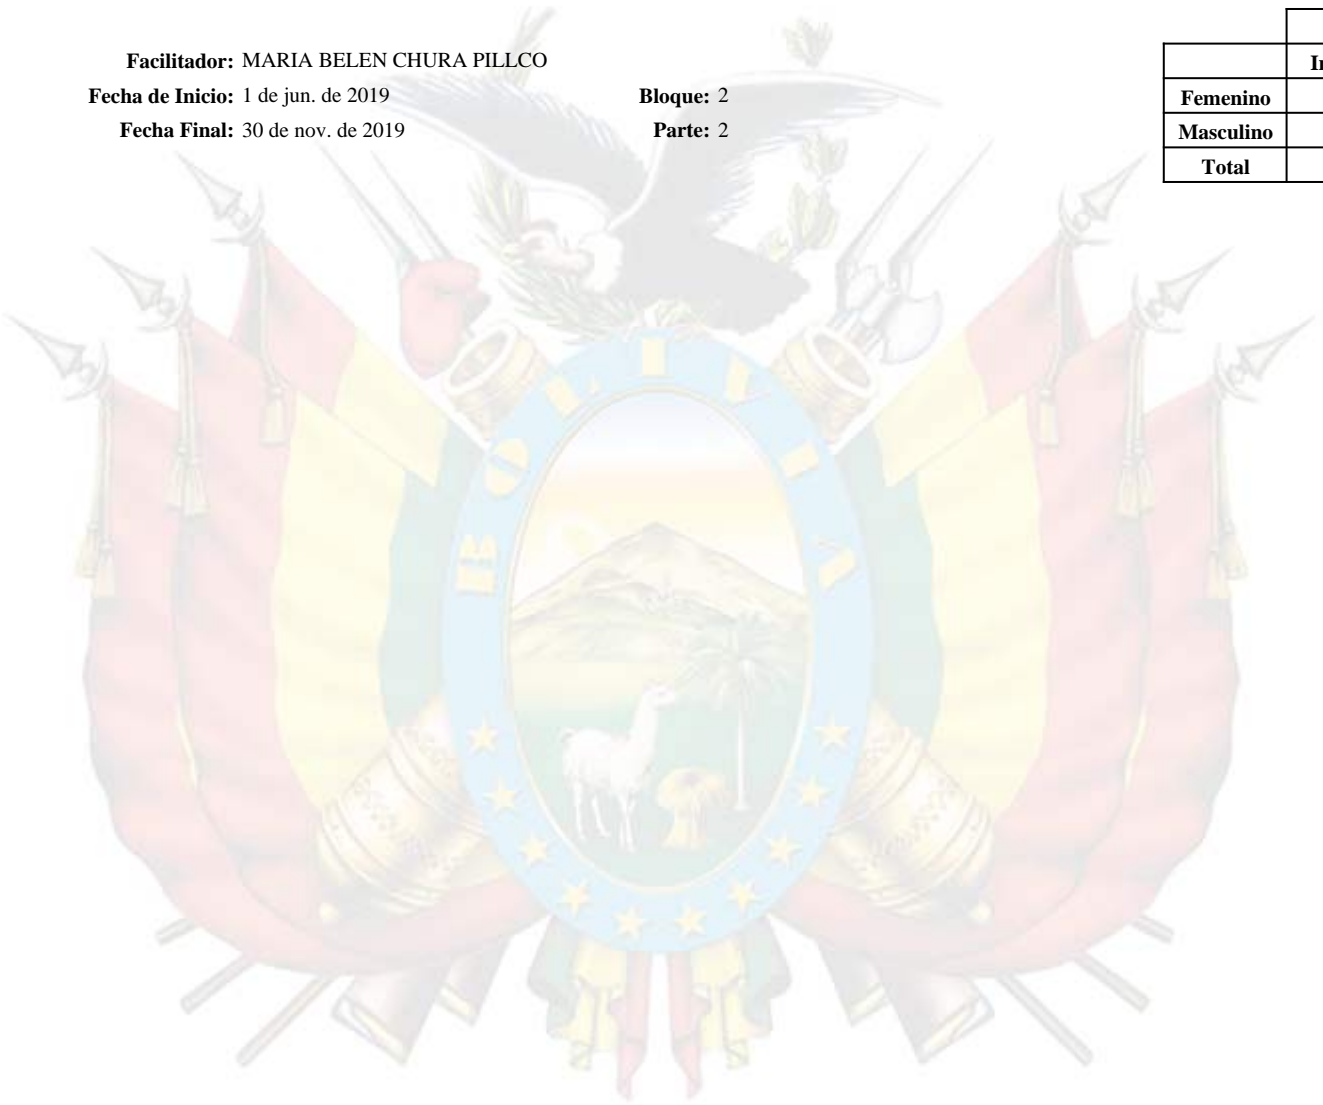 Facilitador: MARIA BELEN CHURA PILLCO
Fecha de Inicio: 1 de jun. de 2019 Bloque: 2
Fecha Final: 30 de nov. de 2019 Parte: 2
Femenino
Masculino
Total
BOLIVIA